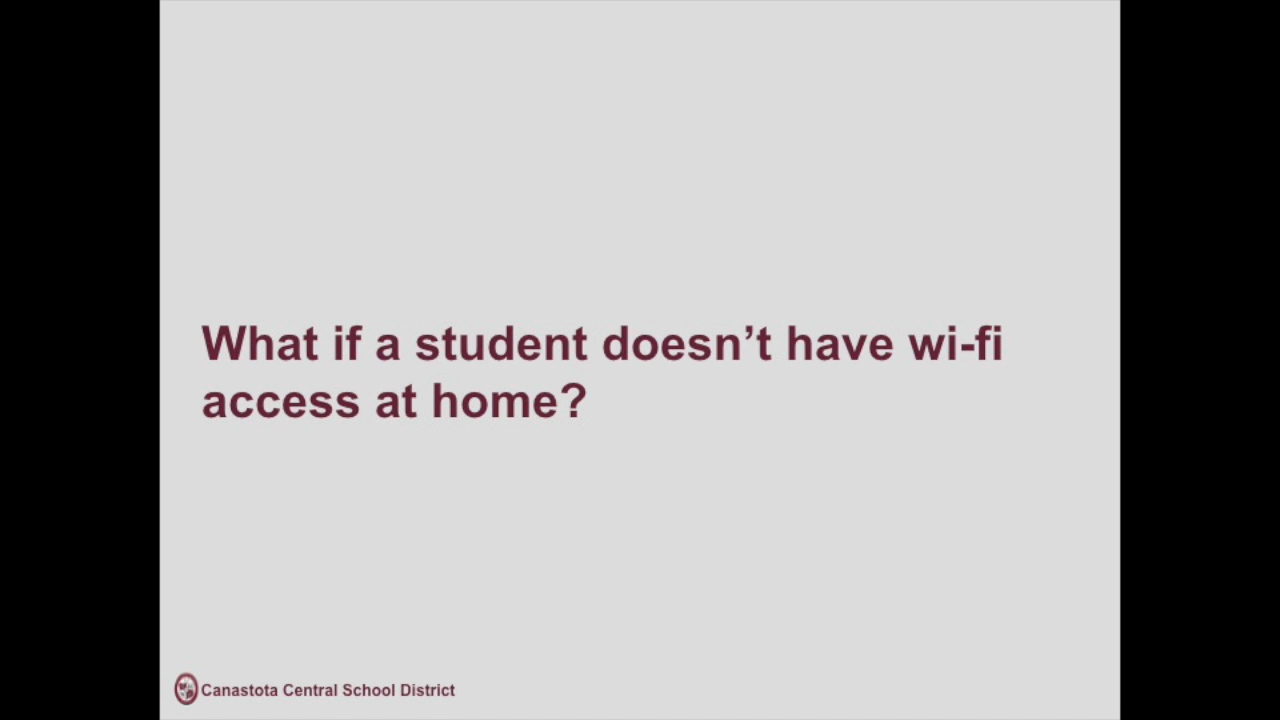 What if a student doesn’t have wi-fi
access at home?
Canastota Central School District